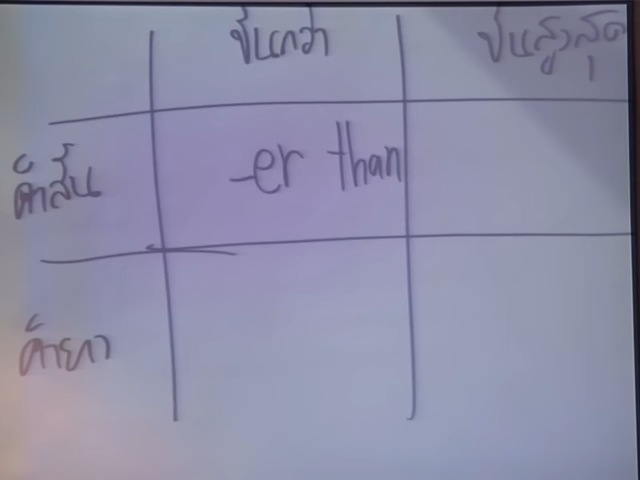 ขั้นกว่า
ขั้นสูงสุด
คำสั้น
-er than
คำยาว